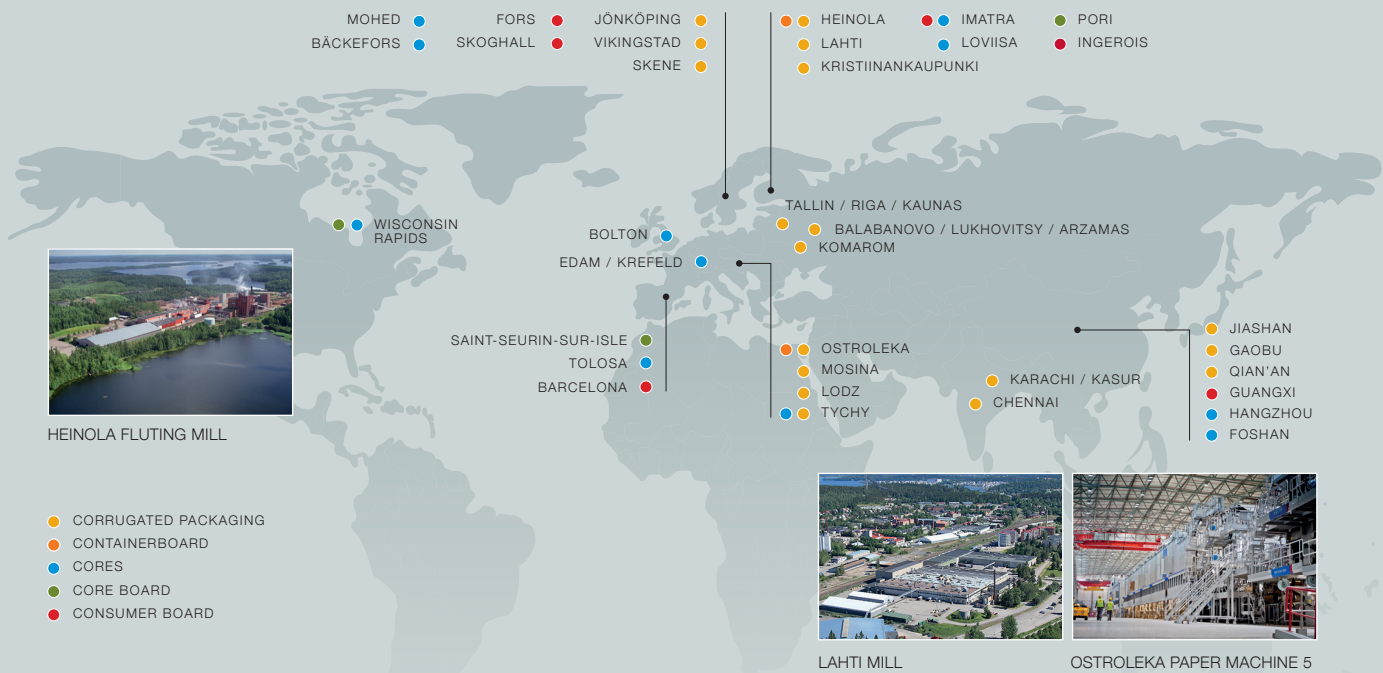 MOHED
BÄCKEFORS
FORS
SKOGHALL
JÖNKÖPING
VIKINGSTAD
SKENE
HEINOLA
LAHTI
KRISTIINANKAUPUNKI
IMATRA
LOVIISA
PORI
INGEROIS
WISCONSIN
RAPIDS
BOLTON
EDAM / KREFELD
TALLIN / RIGA / KAUNAS
BALABANOVO / LUKHOVITSY / ARZAMAS
KOMAROM
SAINT-SEURIN-SUR-ISLE
TOLOSA
BARCELONA
OSTROLEKA
MOSINA
LODZ
TYCHY
KARACHI / KASUR
CHENNAI
JIASHAN
GAOBU
QIAN'AN
GUANGXI
HANGZHOU
FOSHAN
HEINOLA FLUTING MILL
CORRUGATED PACKAGING
CONTAINERBOARD
CORES
CORE BOARD
CONSUMER BOARD
LAHTI MILL
OSTROLEKA PAPER MACHINE 5